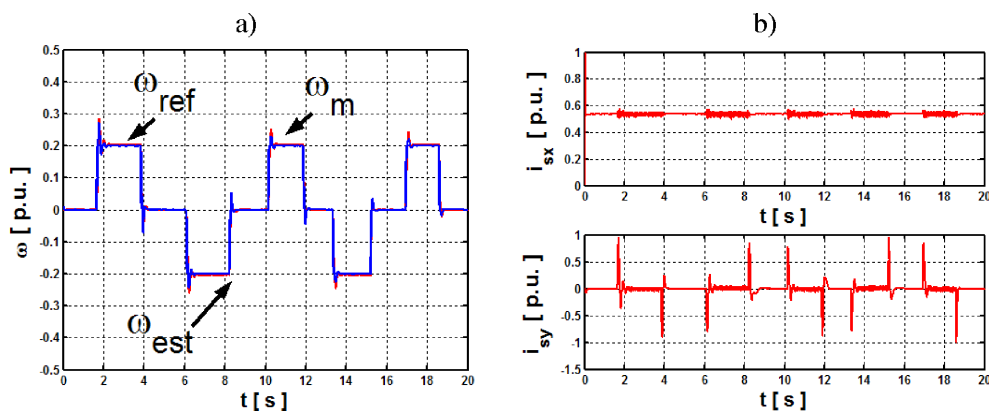 a)
b)
0.5
0.4
0.3
0.2
0.1
0
-0.1
-0.2
-0.3
-0.4
-0.5
ω [ p.u. ]
ω ref
ω m
ω est
0 2 4 6 8 10 12 14 16 18 20
t [ s ]
1
0.8
0.6
0.4
0.2
0
i sx [ p.u. ]
0 2 4 6 8 10 12 14 16 18 20
t [ s ]
1
0.5
0
-0.5
-1
-1.5
i sy [ p.u. ]
0 2 4 6 8 10 12 14 16 18 20
t [ s ]